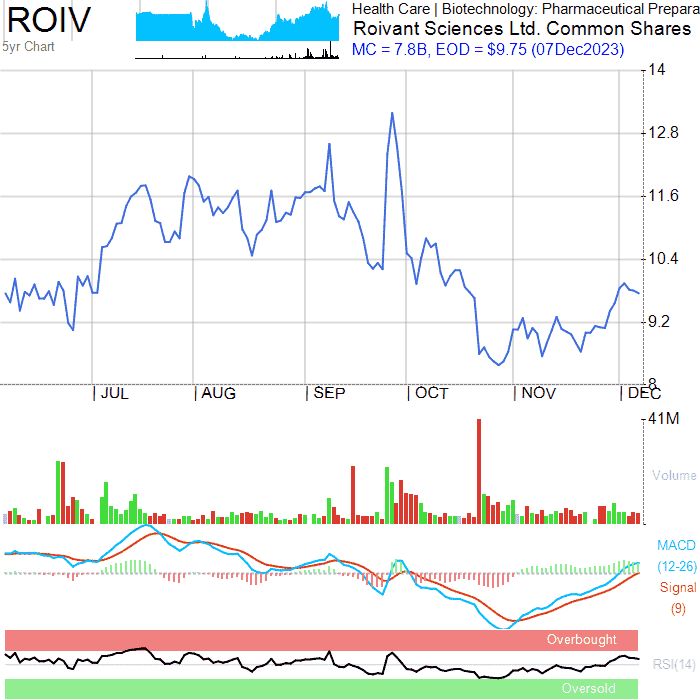 ROIV
5yr Chart
Health Care | Biotechnology: Pharmaceutical Prepara
Roivant Sciences Ltd. Common Shares
MC = 7.8B, EOD = $9.75 (07Dec2023)
14
12.8
11.6
10.4
9.2
8
JUL AUG SEP OCT NOV DEC
41M
Volume
MACD
(12-26)
Signal
(9)
Overbought
RSI(14)
Oversold